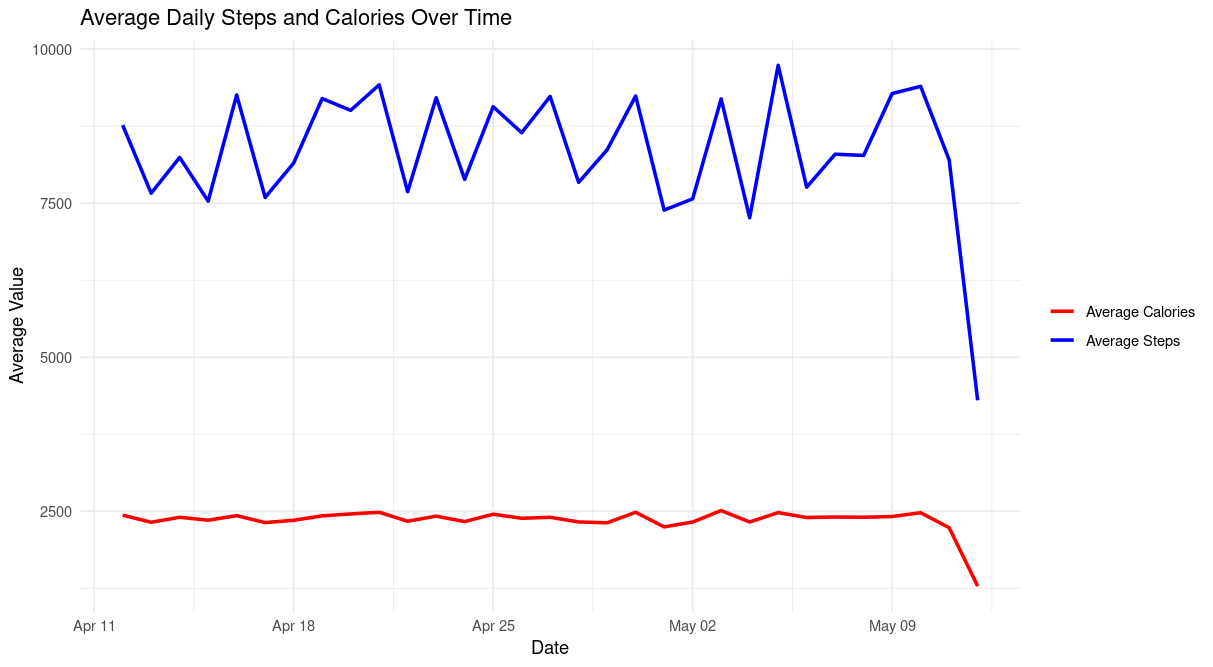 Average Daily Steps and Calories Over Time
Average Value
10000
7500
5000
2500
Apr 11
Apr 18
Apr 25
May 02
May 09
Date
Average Calories
Average Steps